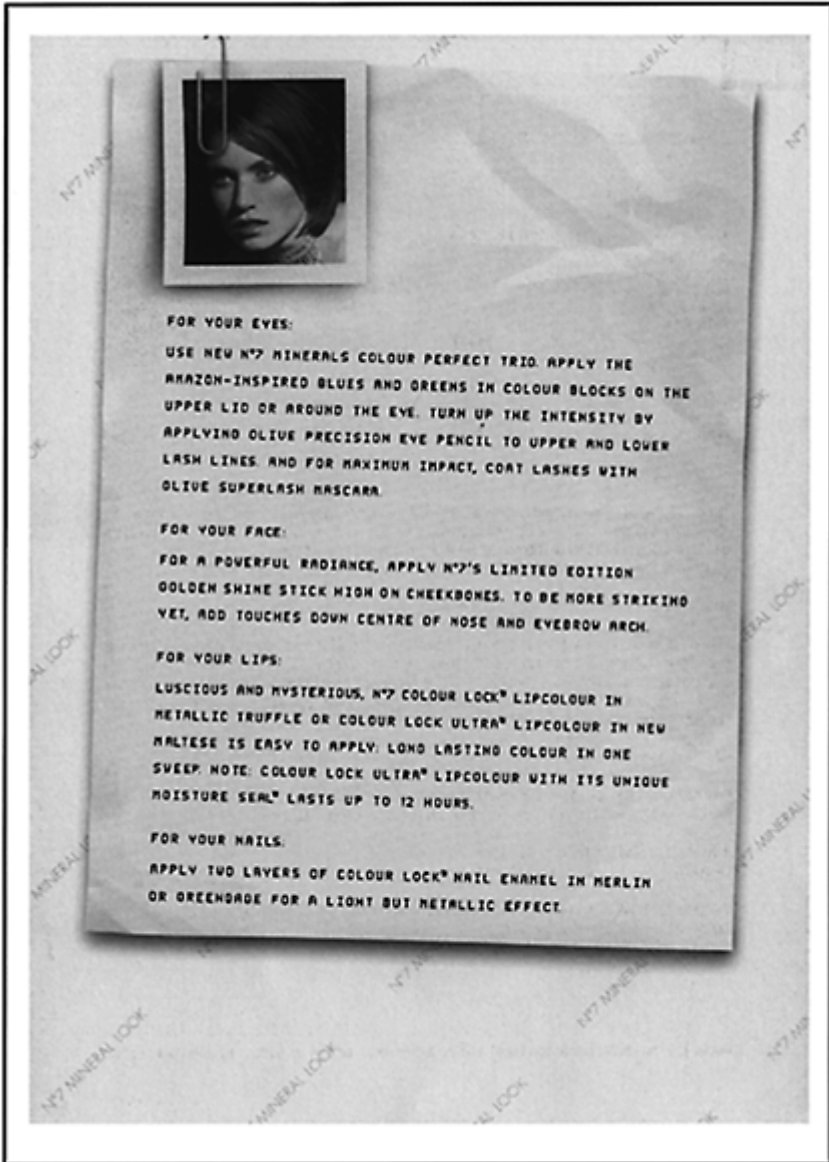 FOR YOUR EYES:
USE NEW Nº7 MINERALS COLOUR PERFECT TRIO. APPLY THE
AMAZON-INSPIRED BLUES AND GREENS IN COLOUR BLOCKS ON THE
UPPER LID OR AROUND THE EYE. TURN UP THE INTENSITY BY
APPLYING OLIVE PRECISION EYE PENCIL TO UPPER AND LOWER
LASH LINES. AND FOR MAXIMUM IMPACT, COAT LASHES WITH
OLIVE SUPERLASH MASCARA.
FOR YOUR FACE:
FOR A POWERFUL RADIANCE, APPLY Nº7'S LIMITED EDITION
GOLDEN SHINE STICK HIGH ON CHEEKBONES. TO BE MORE STRIKING
YET, ADD TOUCHES DOWN CENTRE OF NOSE AND EYEBROW ARCH.
FOR YOUR LIPS:
LUSCIOUS AND MYSTERIOUS, Nº7 COLOUR LOCK® LIPCOLOUR IN
METALLIC TRUFFLE OR COLOUR LOCK ULTRA® LIPCOLOUR IN NEW
MALTESE IS EASY TO APPLY: LONG LASTING COLOUR IN ONE
SWEEP. NOTE: COLOUR LOCK ULTRA® LIPCOLOUR WITH ITS UNIQUE
MOISTURE SEAL® LASTS UP TO 12 HOURS.
FOR YOUR NAILS:
APPLY TWO LAYERS OF COLOUR LOCK® NAIL ENAMEL IN MERLIN
OR GREENGAGE FOR A LIGHT BUT METALLIC EFFECT.
Nº7 MINERAL LOOK
Nº7 MINERAL LOOK